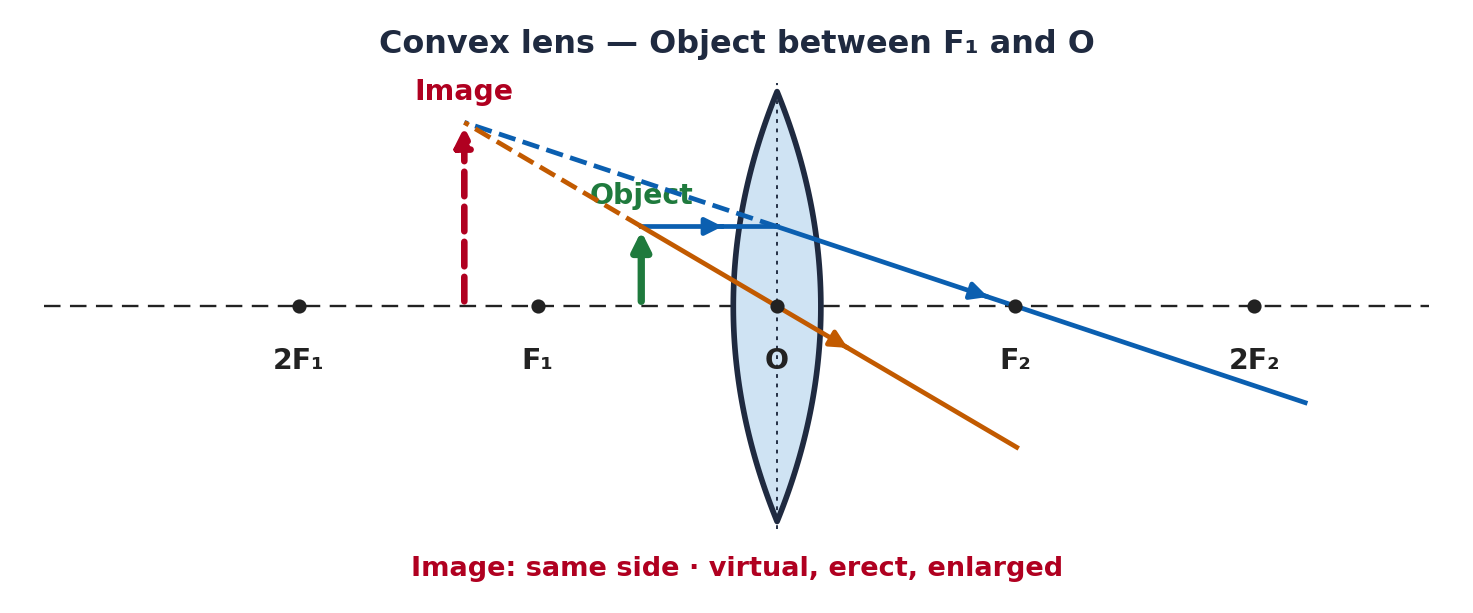 Convex lens — Object between F₁ and O
Image
Object
2F₁
F₁
O
F₂
2F₂
Image: same side · virtual, erect, enlarged